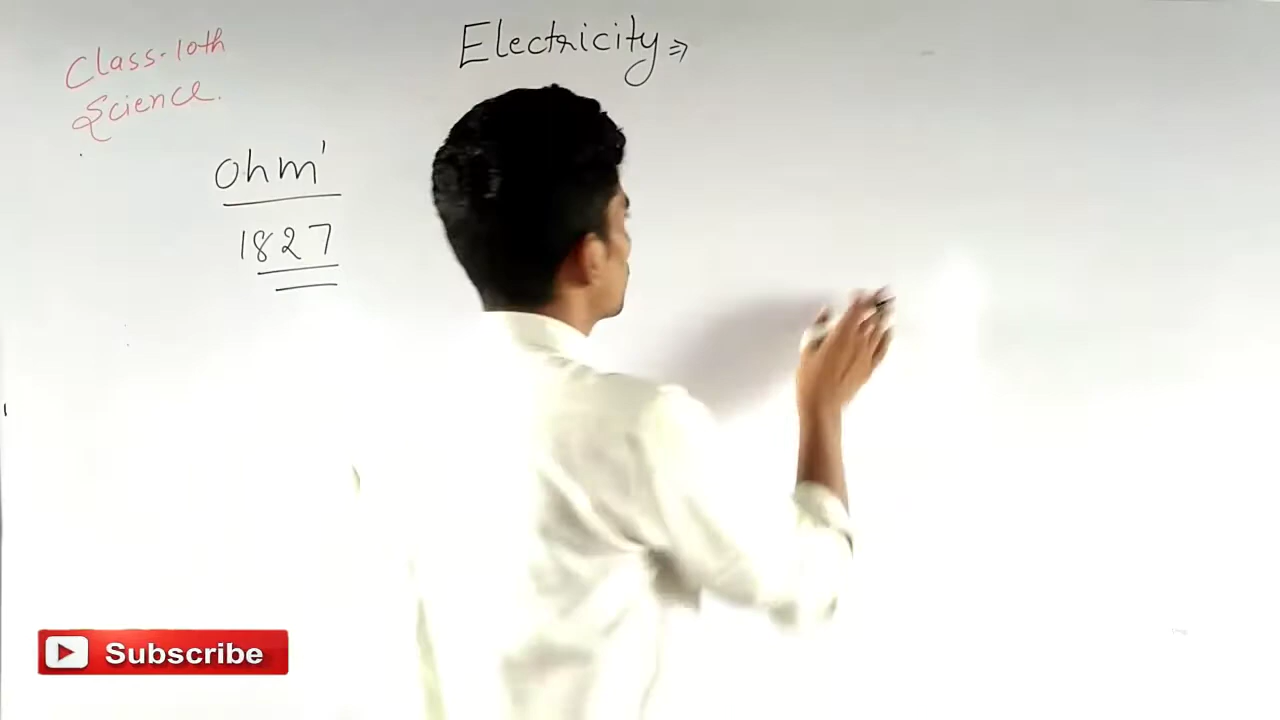 Electricity ⇒
Class-10th
Science.
ohm'
1827
Subscribe